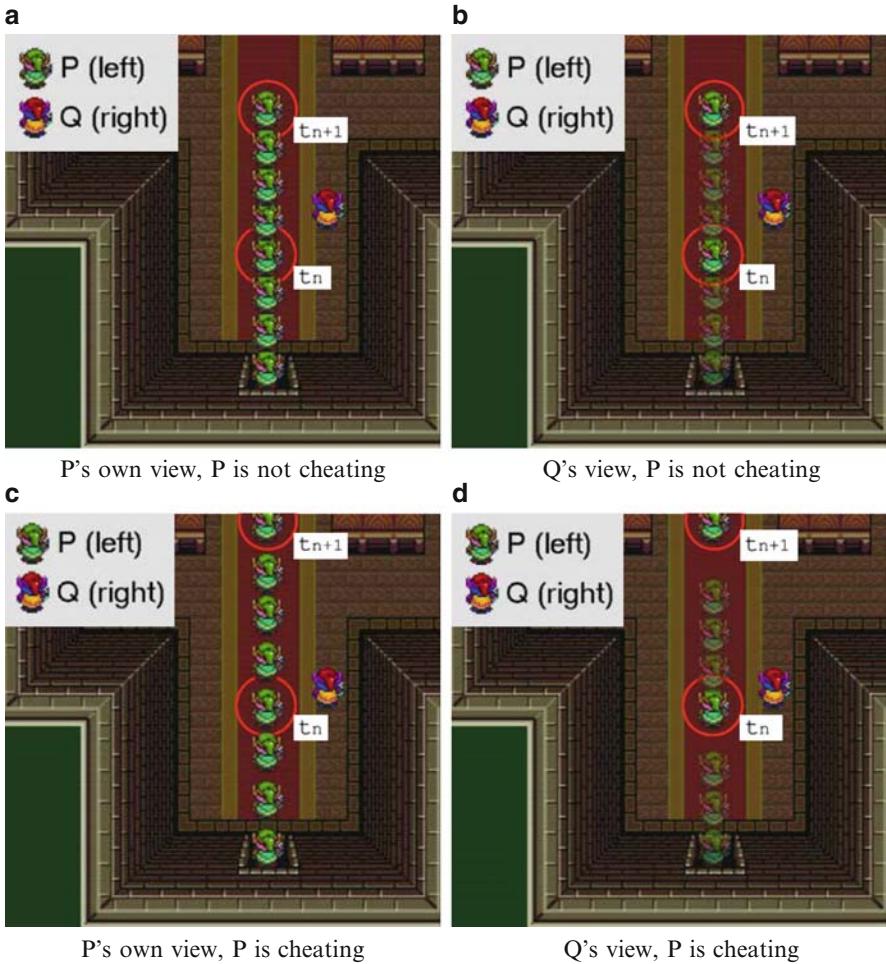 a
P (left)
Q (right)
tn+1
tn
P's own view, P is not cheating
b
P (left)
Q (right)
tn+1
tn
Q's view, P is not cheating
c
P (left)
Q (right)
tn+1
tn
P's own view, P is cheating
d
P (left)
Q (right)
tn+1
tn
Q's view, P is cheating